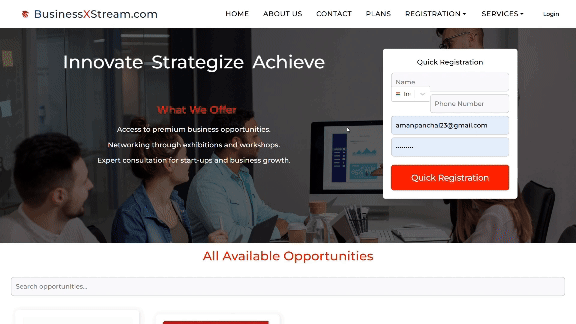 BusinessXStream.com
HOME ABOUT US CONTACT PLANS REGISTRATION SERVICES Login
Innovate Strategize Achieve
What We Offer
Access to premium business opportunities.
Networking through exhibitions and workshops.
Expert consultation for start-ups and business growth.
Quick Registration
Name
Phone Number
amanpanchal23@gmail.com
Quick Registration
All Available Opportunities
Search opportunities...